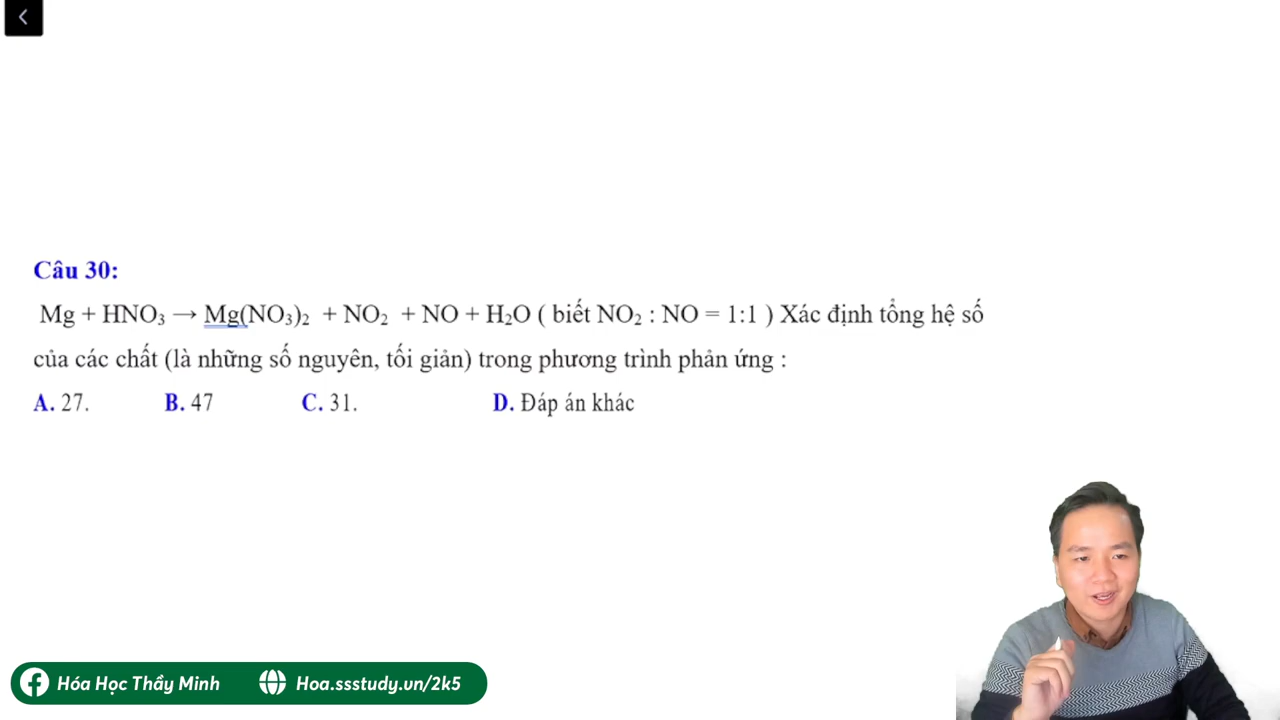 Câu 30:
Mg + HNO₃ → Mg(NO₃)₂ + NO₂ + NO + H₂O ( biết NO₂ : NO = 1:1 ) Xác định tổng hệ số
của các chất (là những số nguyên, tối giản) trong phương trình phản ứng :
A. 27. B. 47 C. 31. D. Đáp án khác
Hóa Học Thầy Minh Hoa.ssstudy.vn/2k5